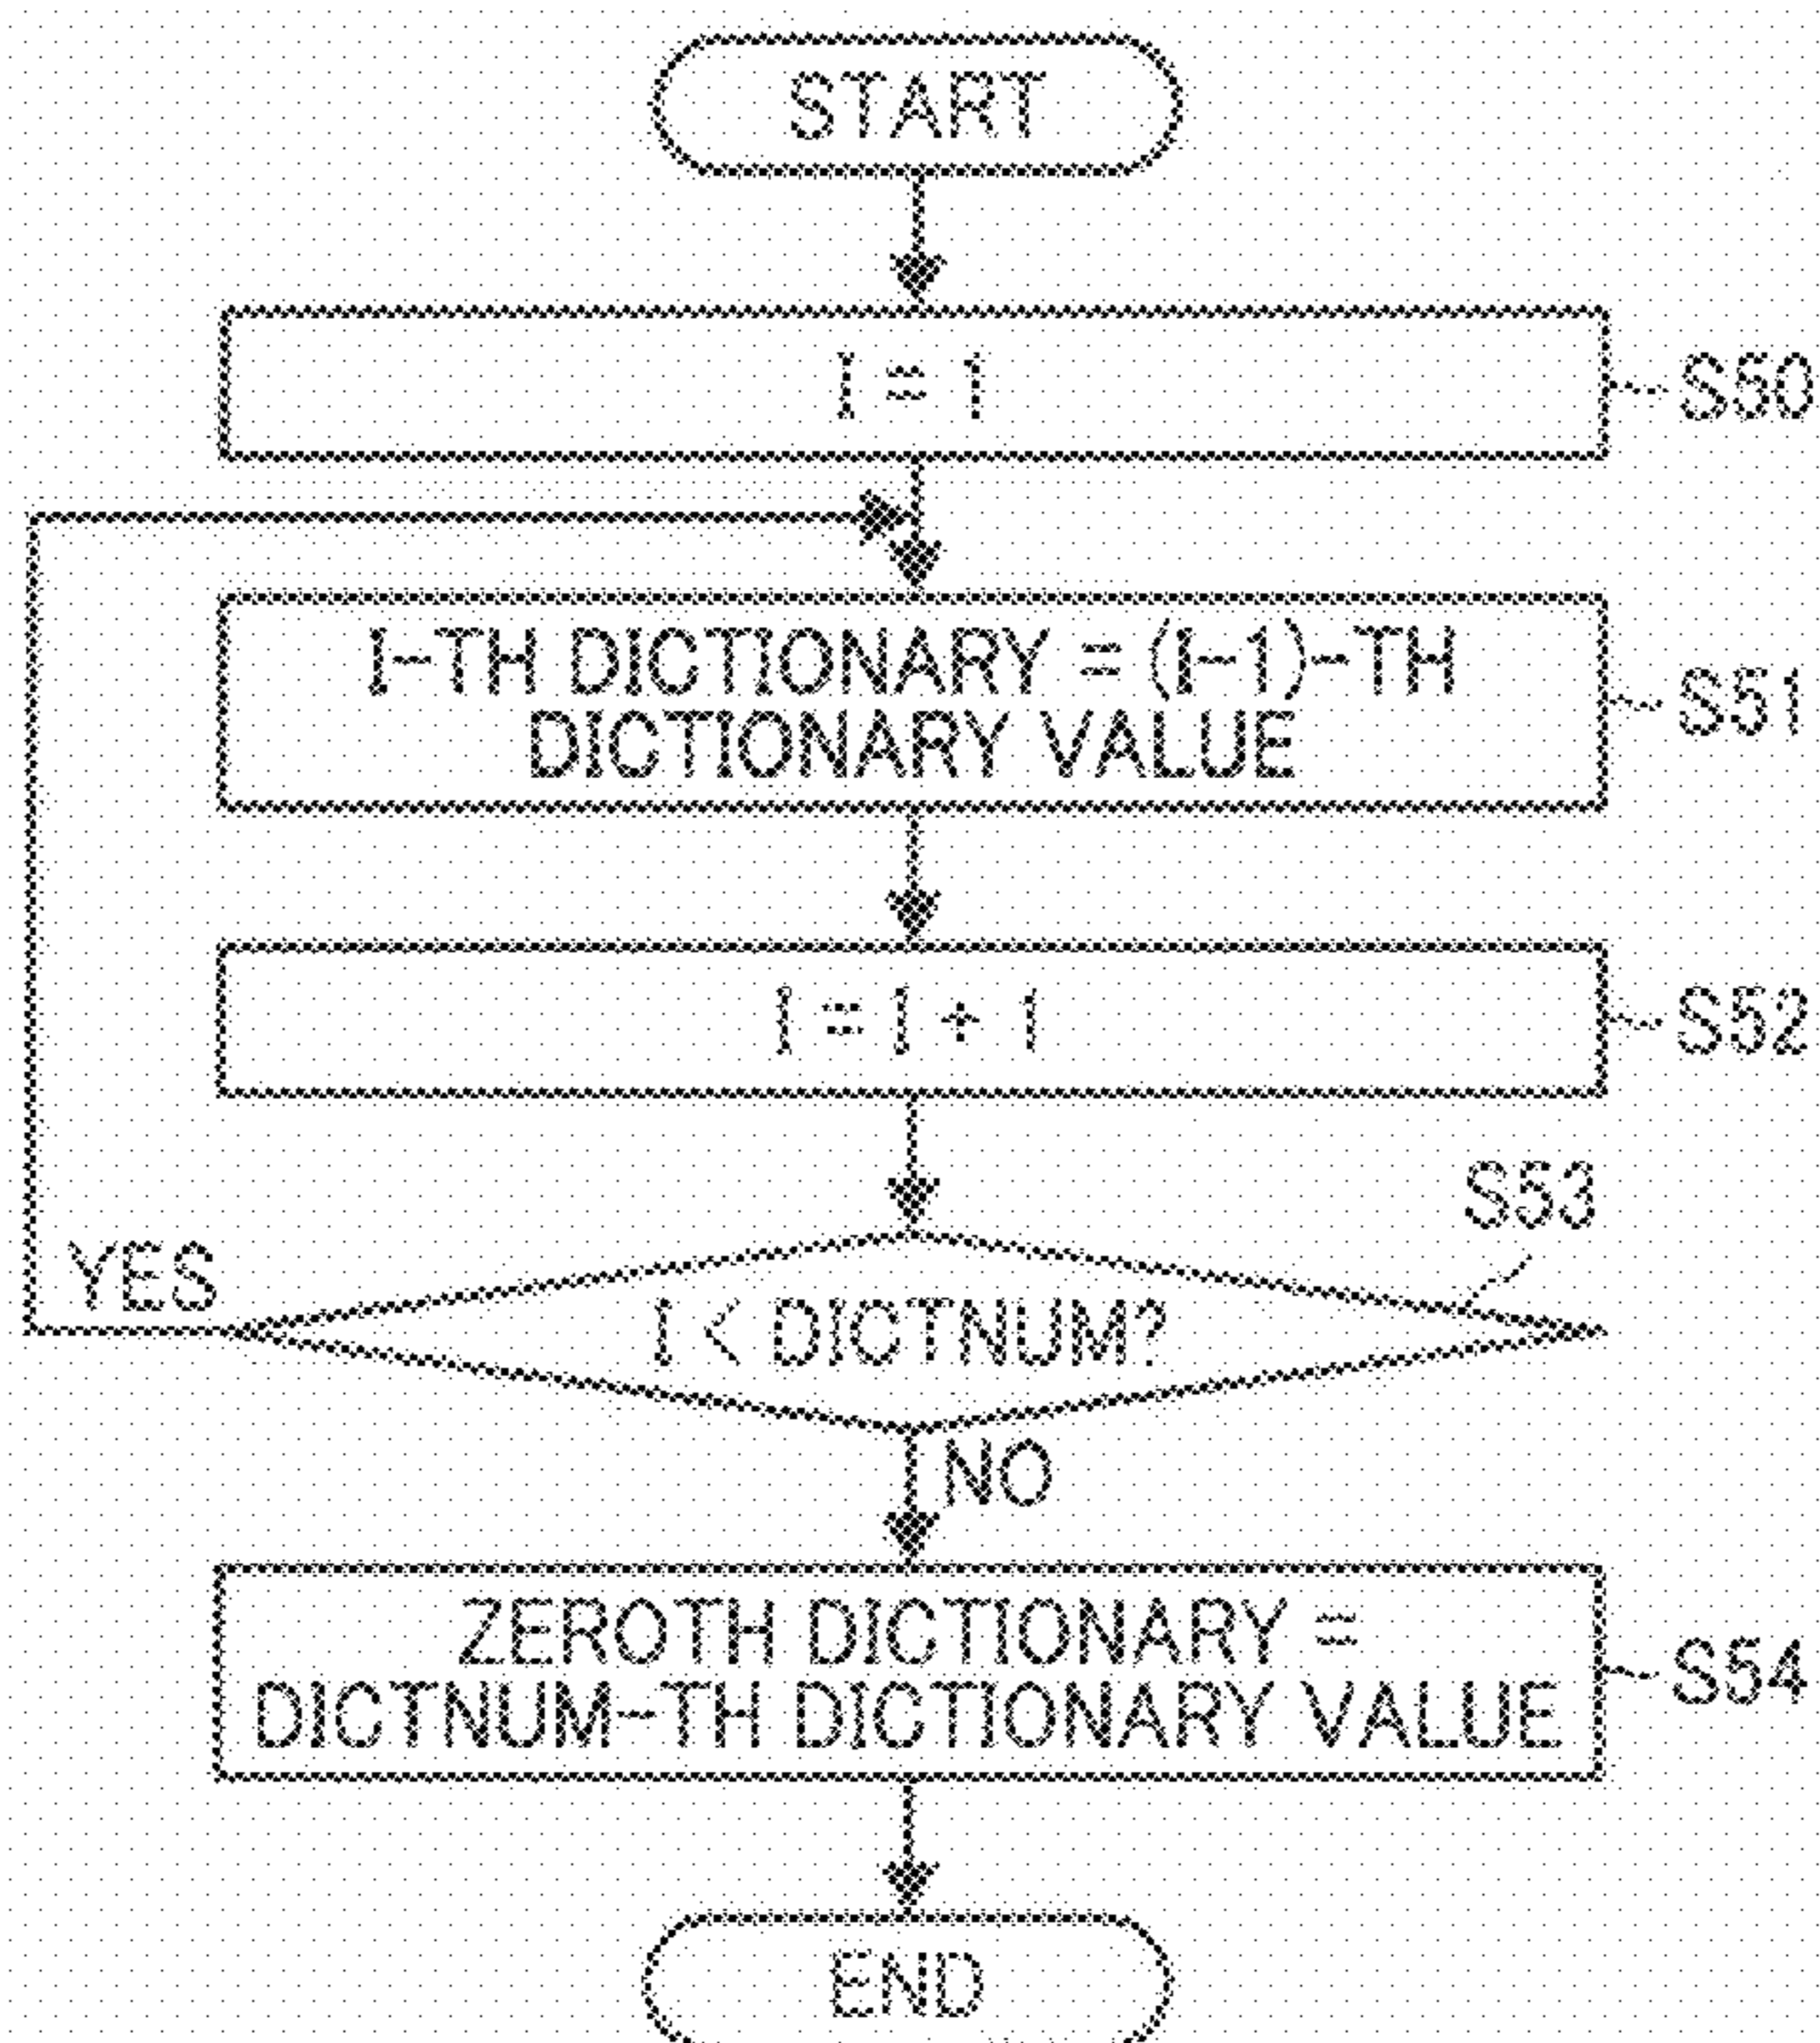 START
I = 1
S50
I-TH DICTIONARY = (I-1)-TH
DICTIONARY VALUE
S51
I = I + 1
S52
S53
YES
I < DICTNUM?
NO
ZEROTH DICTIONARY =
DICTNUM-TH DICTIONARY VALUE
S54
END